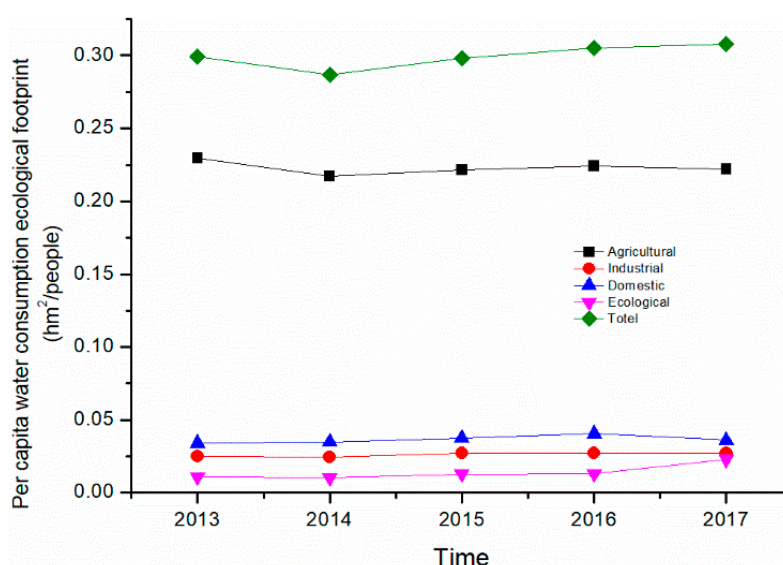 Per capita water consumption ecological footprint
(hm²/people)
0.30
0.25
0.20
0.15
0.10
0.05
0.00
Agricultural
Industrial
Domestic
Ecological
Totel
2013 2014 2015 2016 2017
Time